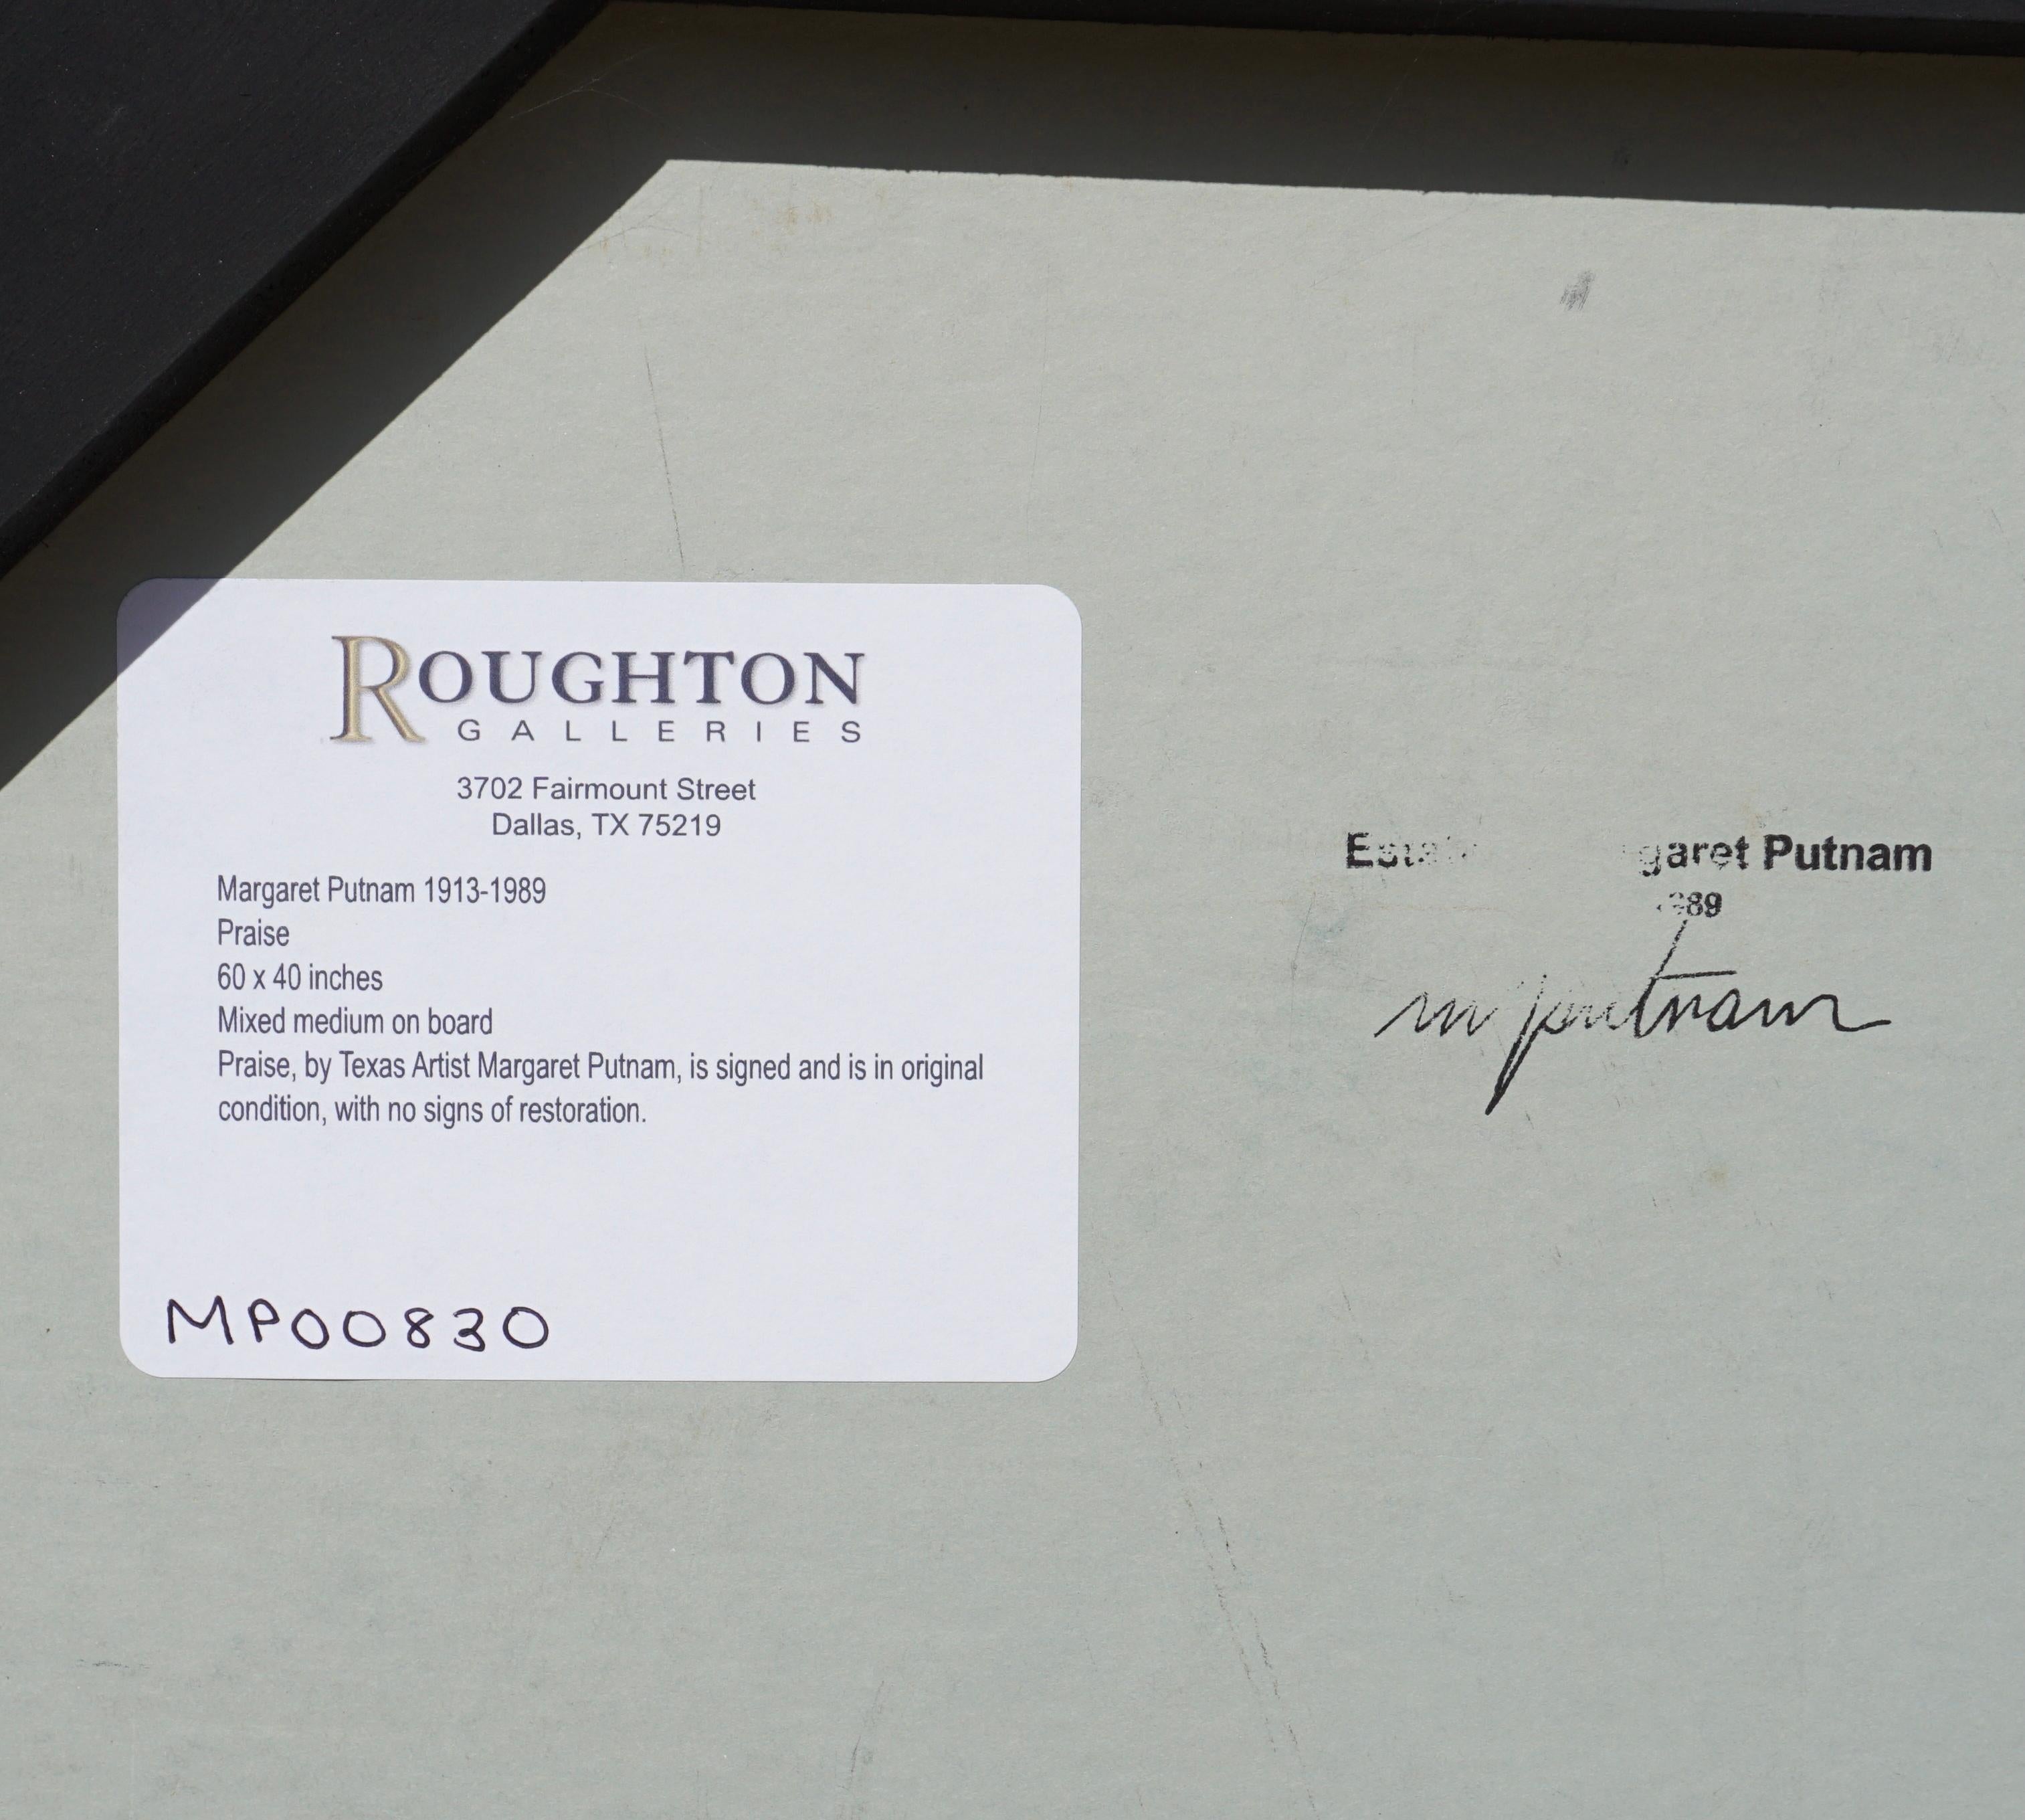 ROUGHTON
GALLERIES
3702 Fairmount Street
Dallas, TX 75219
Margaret Putnam 1913-1989
Praise
60 x 40 inches
Mixed medium on board
Praise, by Texas Artist Margaret Putnam, is signed and is in original
condition, with no signs of restoration.
MP00830
Putnam
m putnam